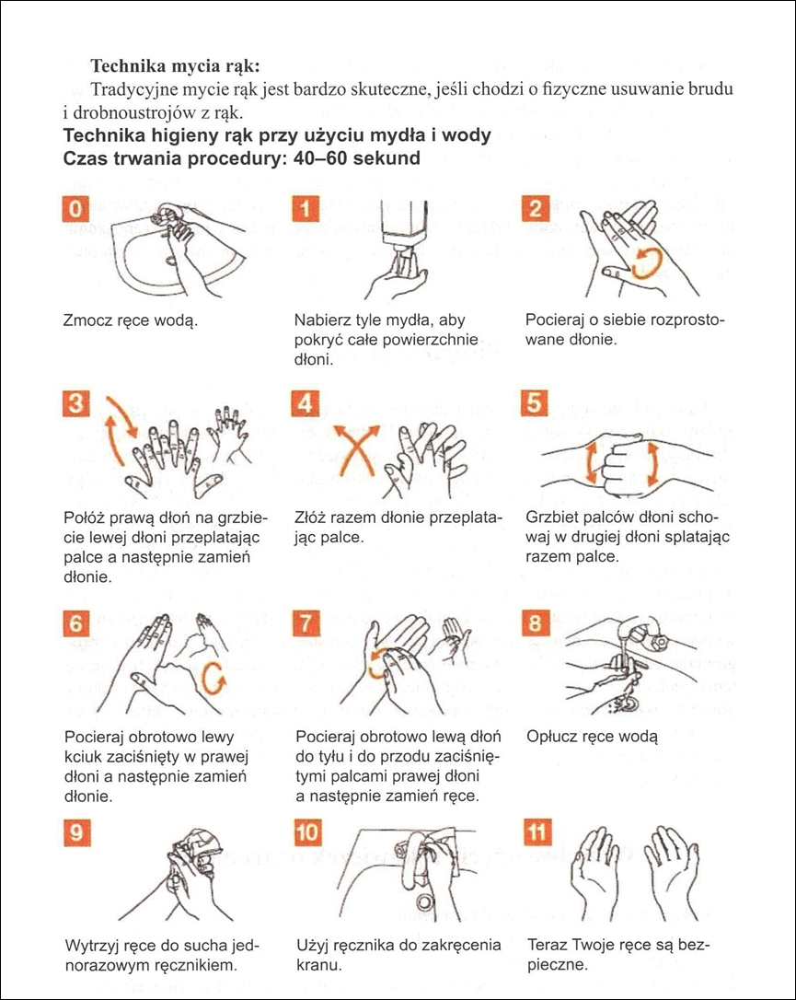 Technika mycia rąk:
Tradycyjne mycie rąk jest bardzo skuteczne, jeśli chodzi o fizyczne usuwanie brudu
i drobnoustrojów z rąk.
Technika higieny rąk przy użyciu mydła i wody
Czas trwania procedury: 40–60 sekund
0
Zmocz ręce wodą.
1
Nabierz tyle mydła, aby
pokryć całe powierzchnie
dłoni.
2
Pocieraj o siebie rozprosto-
wane dłonie.
3
Połóż prawą dłoń na grzbie-
cie lewej dłoni przeplatając
palce a następnie zamień
dłonie.
4
Złóż razem dłonie przeplata-
jąc palce.
5
Grzbiet palców dłoni scho-
waj w drugiej dłoni splatając
razem palce.
6
Pocieraj obrotowo lewy
kciuk zaciśnięty w prawej
dłoni a następnie zamień
dłonie.
7
Pocieraj obrotowo lewą dłoń
do tyłu i do przodu zaciśnię-
tymi palcami prawej dłoni
a następnie zamień ręce.
8
Opłucz ręce wodą
9
Wytrzyj ręce do sucha jed-
norazowym ręcznikiem.
10
Użyj ręcznika do zakręcenia
kranu.
11
Teraz Twoje ręce są bez-
pieczne.